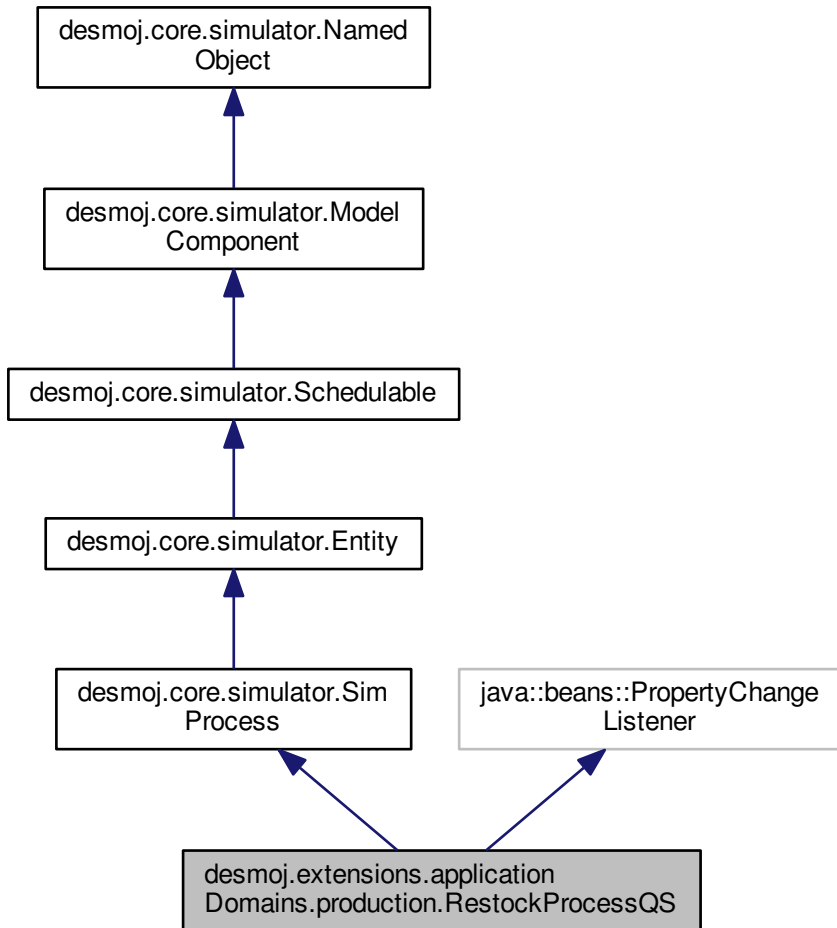 desmoj.core.simulator.Named
Object
desmoj.core.simulator.Model
Component
desmoj.core.simulator.Schedulable
desmoj.core.simulator.Entity
desmoj.core.simulator.Sim
Process
java::beans::PropertyChange
Listener
desmoj.extensions.application
Domains.production.RestockProcessQS